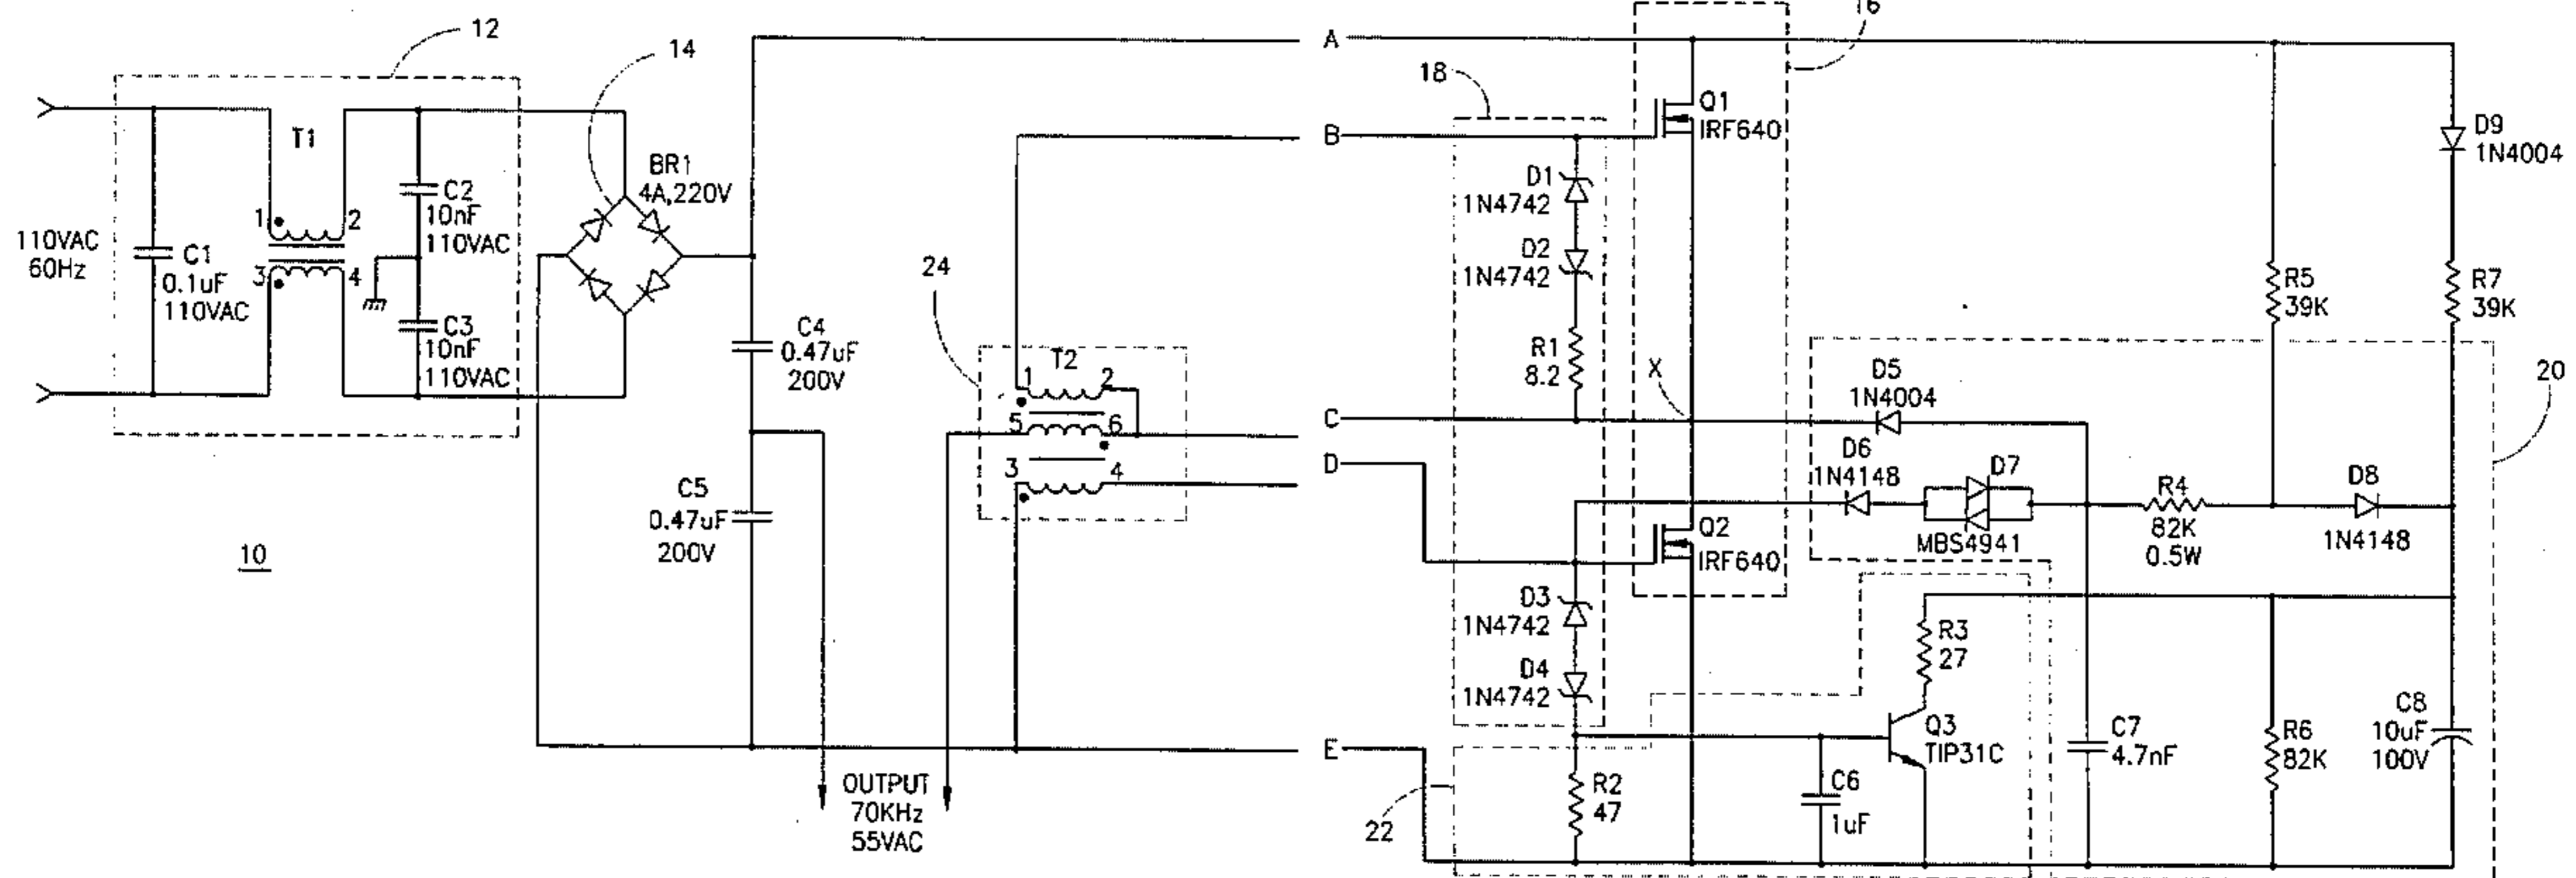 12
14
16
18
20
22
24
10
110VAC
60Hz
C1
0.1uF
110VAC
T1
1
2
3
4
C2
10nF
110VAC
C3
10nF
110VAC
BR1
4A,220V
C4
0.47uF
200V
C5
0.47uF
200V
OUTPUT
70KHz
55VAC
T2
1
2
5
6
3
4
A
B
C
D
E
Q1
IRF640
D1
1N4742
D2
1N4742
R1
8.2
X
Q2
IRF640
D3
1N4742
D4
1N4742
R2
47
C6
1uF
Q3
TIP31C
R3
27
D5
1N4004
D6
1N4148
D7
MBS4941
R4
82K
0.5W
D8
1N4148
R5
39K
D9
1N4004
R7
39K
C7
4.7nF
R6
82K
C8
10uF
100V